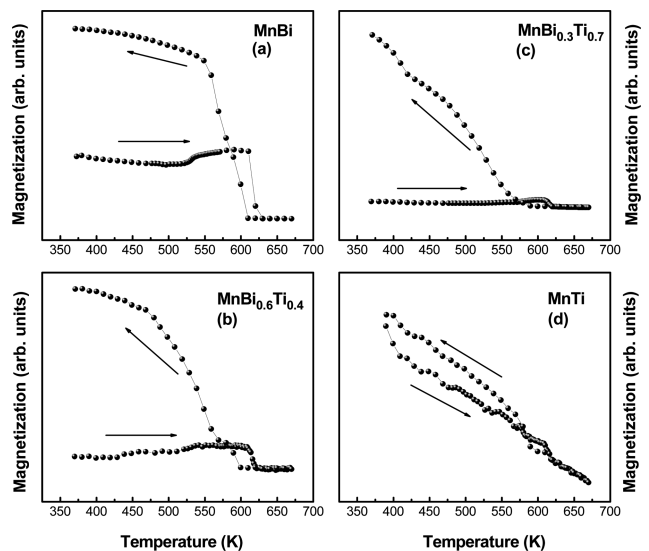 MnBi
(a)
Magnetization (arb. units)
350 400 450 500 550 600 650 700
MnBi0.3Ti0.7
(c)
Magnetization (arb. units)
350 400 450 500 550 600 650 700
MnBi0.6Ti0.4
(b)
Magnetization (arb. units)
350 400 450 500 550 600 650 700
Temperature (K)
MnTi
(d)
Magnetization (arb. units)
350 400 450 500 550 600 650 700
Temperature (K)